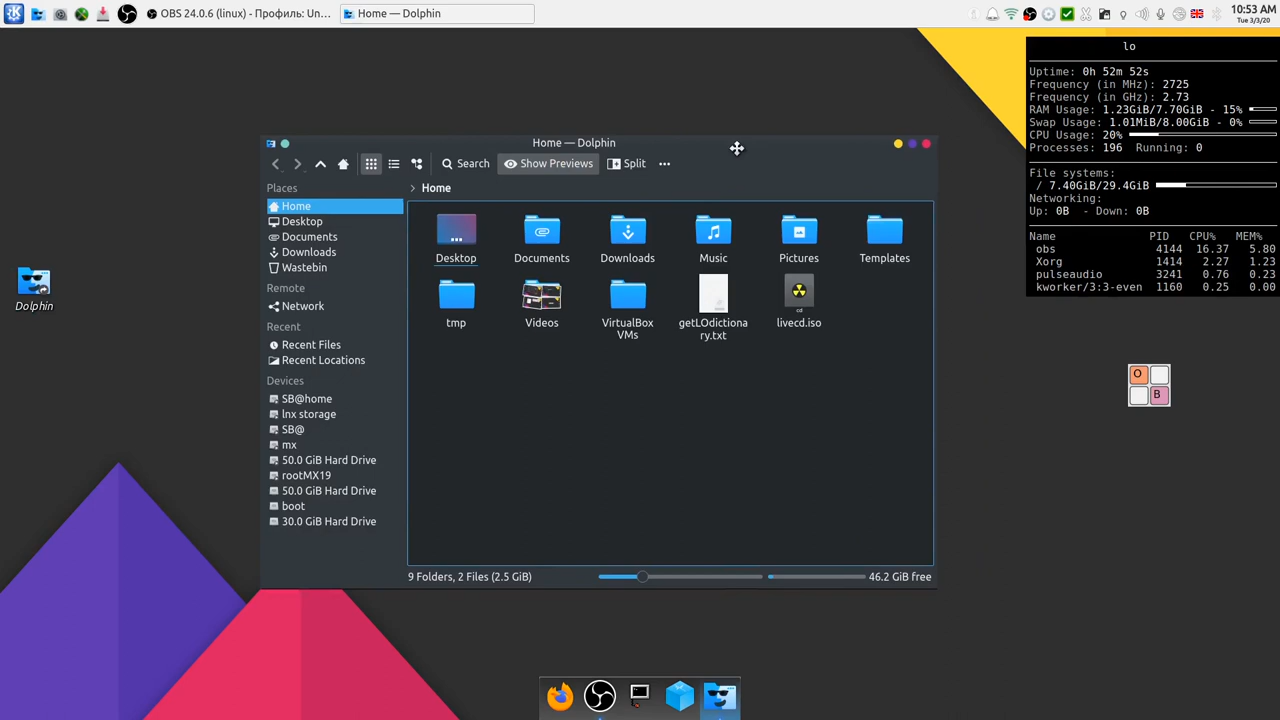 OBS 24.0.6 (linux) - Профиль: Un...
Home — Dolphin
10:53 AM
Tue 3/3/20
lo
Uptime: 0h 52m 52s
Frequency (in MHz): 2725
Frequency (in GHz): 2.73
RAM Usage: 1.23GiB/7.70GiB - 15%
Swap Usage: 1.01MiB/8.00GiB - 0%
CPU Usage: 20%
Processes: 196 Running: 0
File systems:
/ 7.40GiB/29.4GiB
Networking:
Up: 0B - Down: 0B
Name PID CPU% MEM%
obs 4144 16.37 5.80
Xorg 1414 2.27 1.23
pulseaudio 3241 0.76 0.23
kworker/3:3-even 1160 0.25 0.00
O
B
Dolphin
Home — Dolphin
Search
Show Previews
Split
Places
Home
Desktop
Documents
Downloads
Wastebin
Remote
Network
Recent
Recent Files
Recent Locations
Devices
SB@home
lnx storage
SB@
mx
50.0 GiB Hard Drive
rootMX19
50.0 GiB Hard Drive
boot
30.0 GiB Hard Drive
> Home
Desktop
Documents
Downloads
Music
Pictures
Templates
tmp
Videos
VirtualBox
VMs
getLOdictiona
ry.txt
cd
livecd.iso
9 Folders, 2 Files (2.5 GiB)
46.2 GiB free